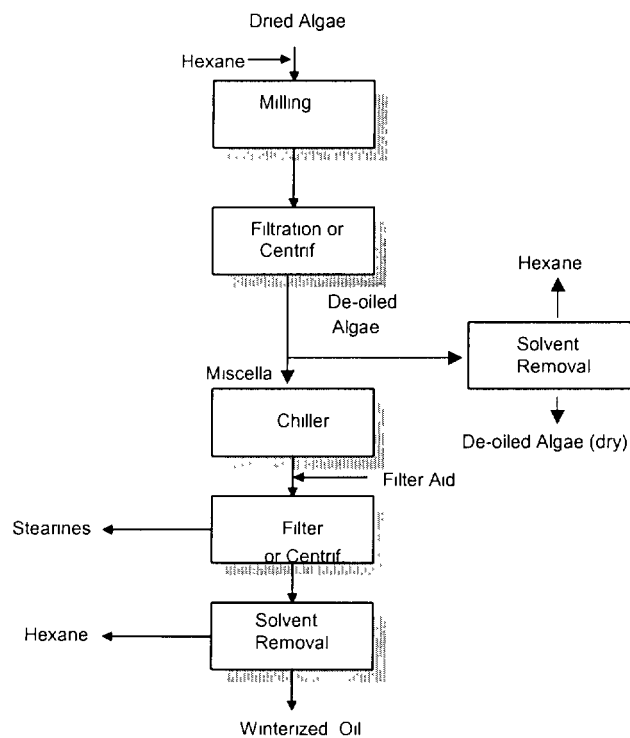 Dried Algae
Hexane
Milling
Filtration or
Centrif
Hexane
De-oiled
Algae
Solvent
Removal
Miscella
Chiller
De-oiled Algae (dry)
Filter Aid
Stearines
Filter
or Centrif.
Solvent
Removal
Hexane
Winterized Oil